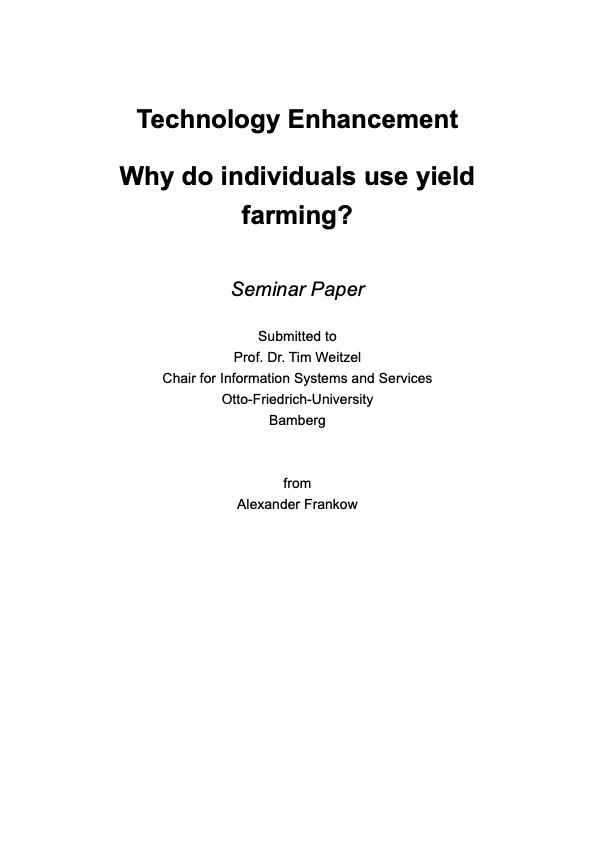 Technology Enhancement
Why do individuals use yield
farming?
Seminar Paper
Submitted to
Prof. Dr. Tim Weitzel
Chair for Information Systems and Services
Otto-Friedrich-University
Bamberg
from
Alexander Frankow